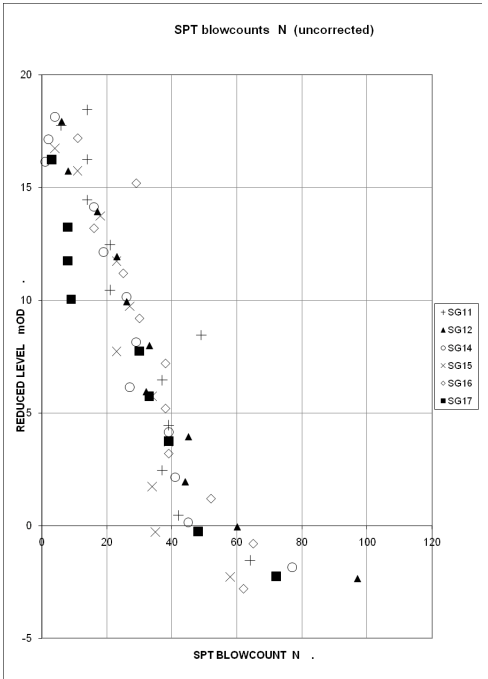 SPT blowcounts N (uncorrected)
20
15
10
5
0
-5
0
20
40
60
80
100
120
REDUCED LEVEL mOD .
SPT BLOWCOUNT N .
SG11
SG12
SG14
SG15
SG16
SG17